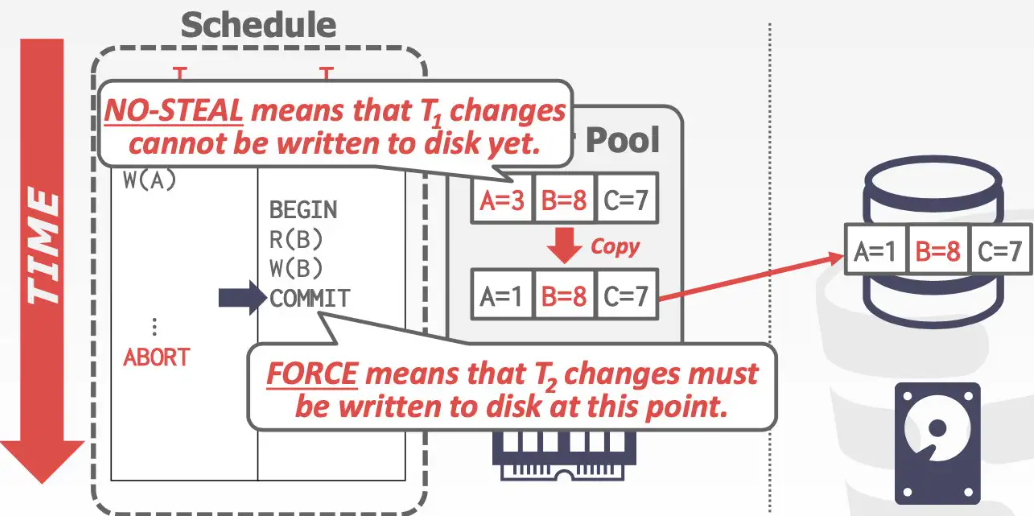 Schedule
T T
NO-STEAL means that T1 changes
cannot be written to disk yet.
Pool
W(A)
A=3 B=8 C=7
BEGIN
R(B)
Copy
W(B)
COMMIT
A=1 B=8 C=7
A=1 B=8 C=7
TIME
⋮
ABORT
FORCE means that T2 changes must
be written to disk at this point.